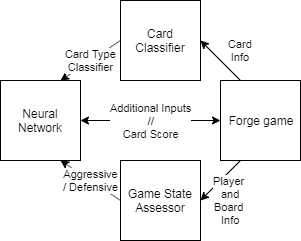 Card
Classifier
Card Type
Classifier
Card
Info
Neural
Network
Additional Inputs
//
Card Score
Forge game
Aggressive
/ Defensive
Game State
Assessor
Player
and
Board
Info